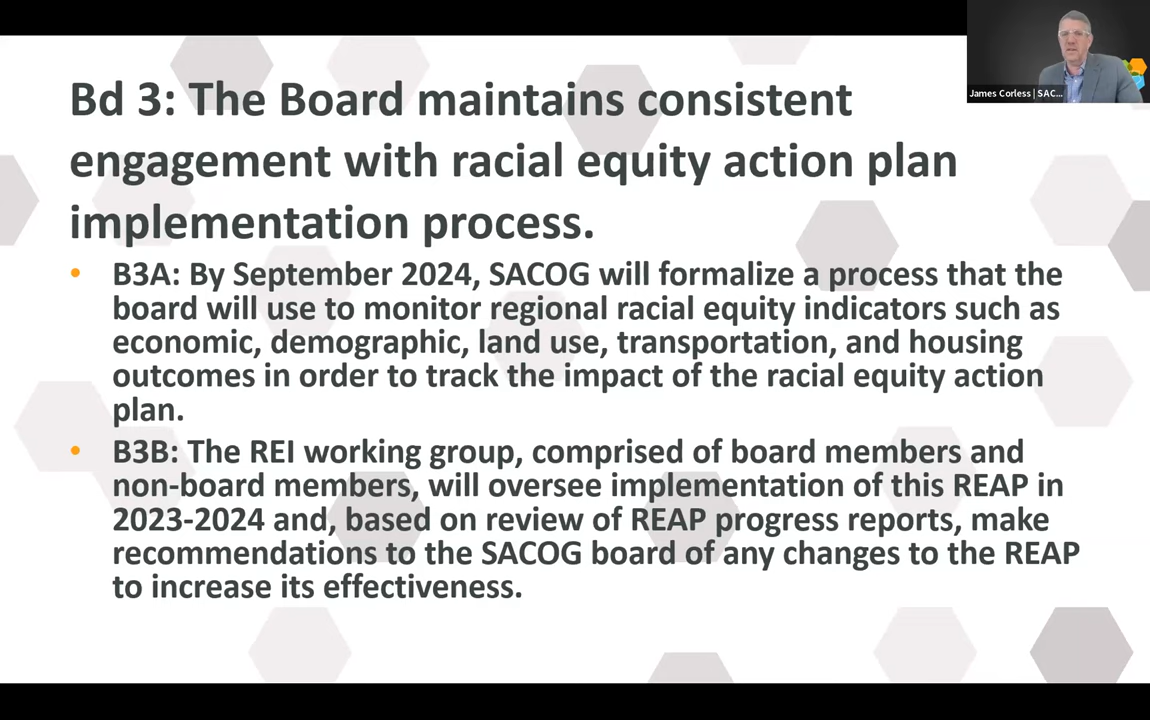 Bd 3: The Board maintains consistent
engagement with racial equity action plan
implementation process.
• B3A: By September 2024, SACOG will formalize a process that the
board will use to monitor regional racial equity indicators such as
economic, demographic, land use, transportation, and housing
outcomes in order to track the impact of the racial equity action
plan.
• B3B: The REI working group, comprised of board members and
non-board members, will oversee implementation of this REAP in
2023-2024 and, based on review of REAP progress reports, make
recommendations to the SACOG board of any changes to the REAP
to increase its effectiveness.
James Corless | SAC...